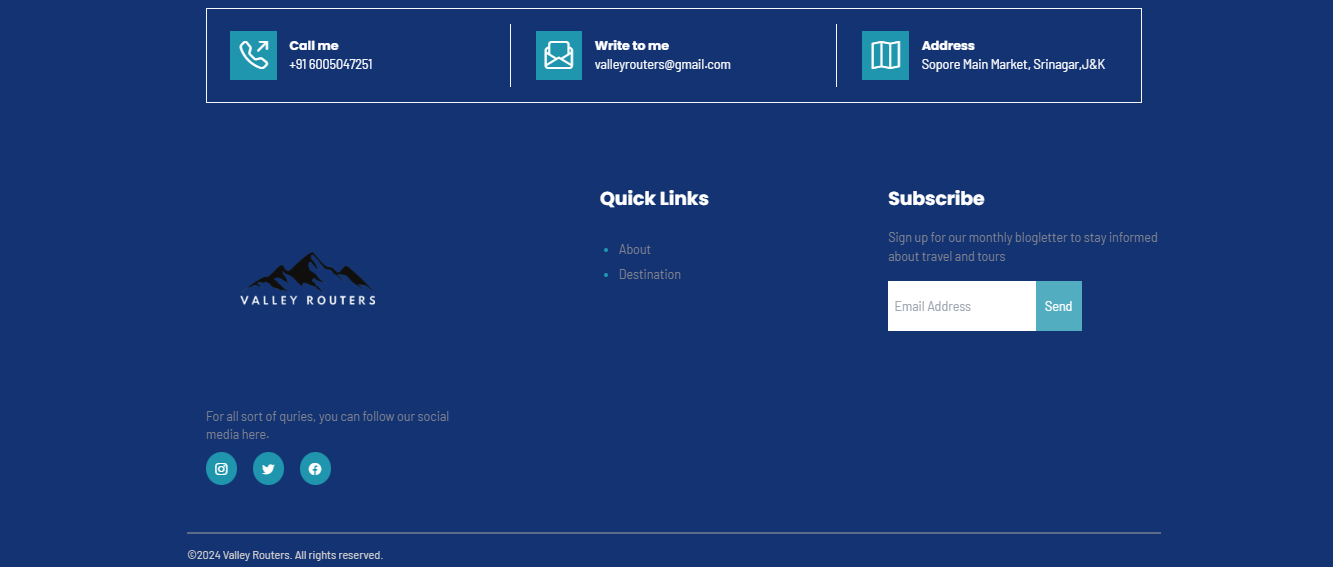 Call me
+91 6005047251
Write to me
valleyrouters@gmail.com
Address
Sopore Main Market, Srinagar,J&K
VALLEY ROUTERS
For all sort of quries, you can follow our social
media here.
Quick Links
About
Destination
Subscribe
Sign up for our monthly blogletter to stay informed
about travel and tours
Email Address
Send
©2024 Valley Routers. All rights reserved.